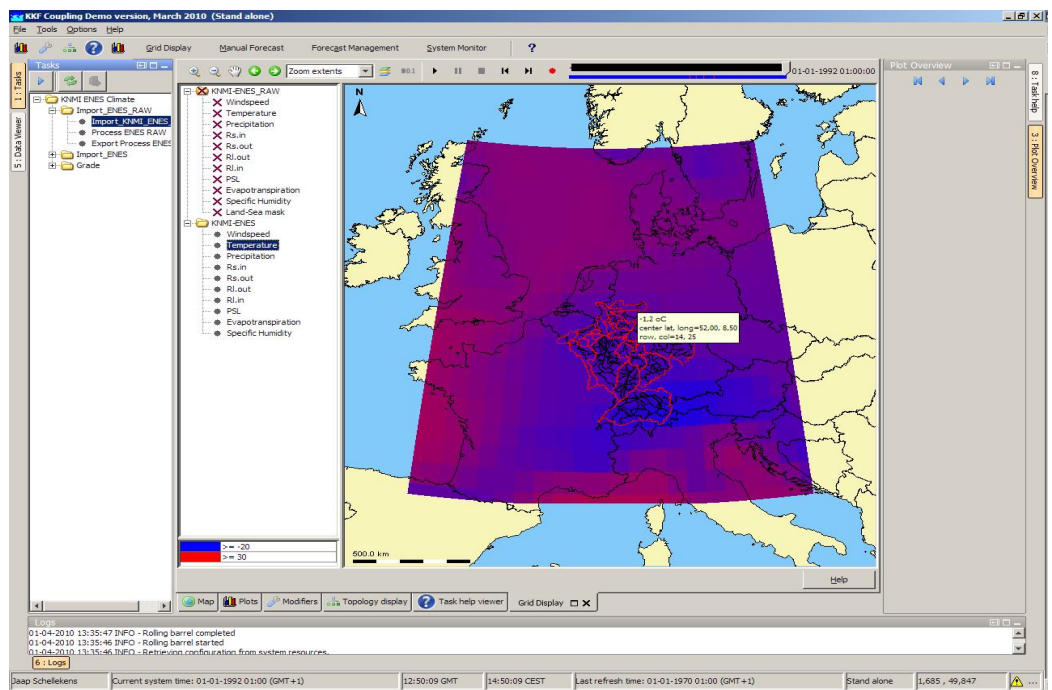 KKF Coupling Demo version, March 2010 (Stand alone)
File Tools Options Help
Grid Display Manual Forecast Forecast Management System Monitor ?
Tasks
1 : Tasks
5 : Data Viewer
KNMI ENES Climate
Import_ENES_RAW
Import_KNMI_ENES
Process ENES RAW
Export Process ENES
Import_ENES
Grade
Zoom extents
01-01-1992 01:00:00
KNMI-ENES_RAW
Windspeed
Temperature
Precipitation
Rs.in
Rs.out
Rl.out
Rl.in
PSL
Evapotranspiration
Specific Humidity
Land-Sea mask
KNMI-ENES
Windspeed
Temperature
Precipitation
Rs.in
Rs.out
Rl.out
Rl.in
PSL
Evapotranspiration
Specific Humidity
>= -20
>= 30
N
-1,2 oC
center lat, long=52,00, 8,50
row, col=14, 25
500.0 km
Plot Overview
8 : Task help
3 : Plot Overview
Help
Map Plots Modifiers Topology display Task help viewer Grid Display
Logs
01-04-2010 13:35:47 INFO - Rolling barrel completed
01-04-2010 13:35:46 INFO - Rolling barrel started
01-04-2010 13:35:46 INFO - Retrieving configuration from system resources.
6 : Logs
Jaap Schellekens Current system time: 01-01-1992 01:00 (GMT+1) 12:50:09 GMT 14:50:09 CEST Last refresh time: 01-01-1970 01:00 (GMT+1) Stand alone 1,685 , 49,847 ...